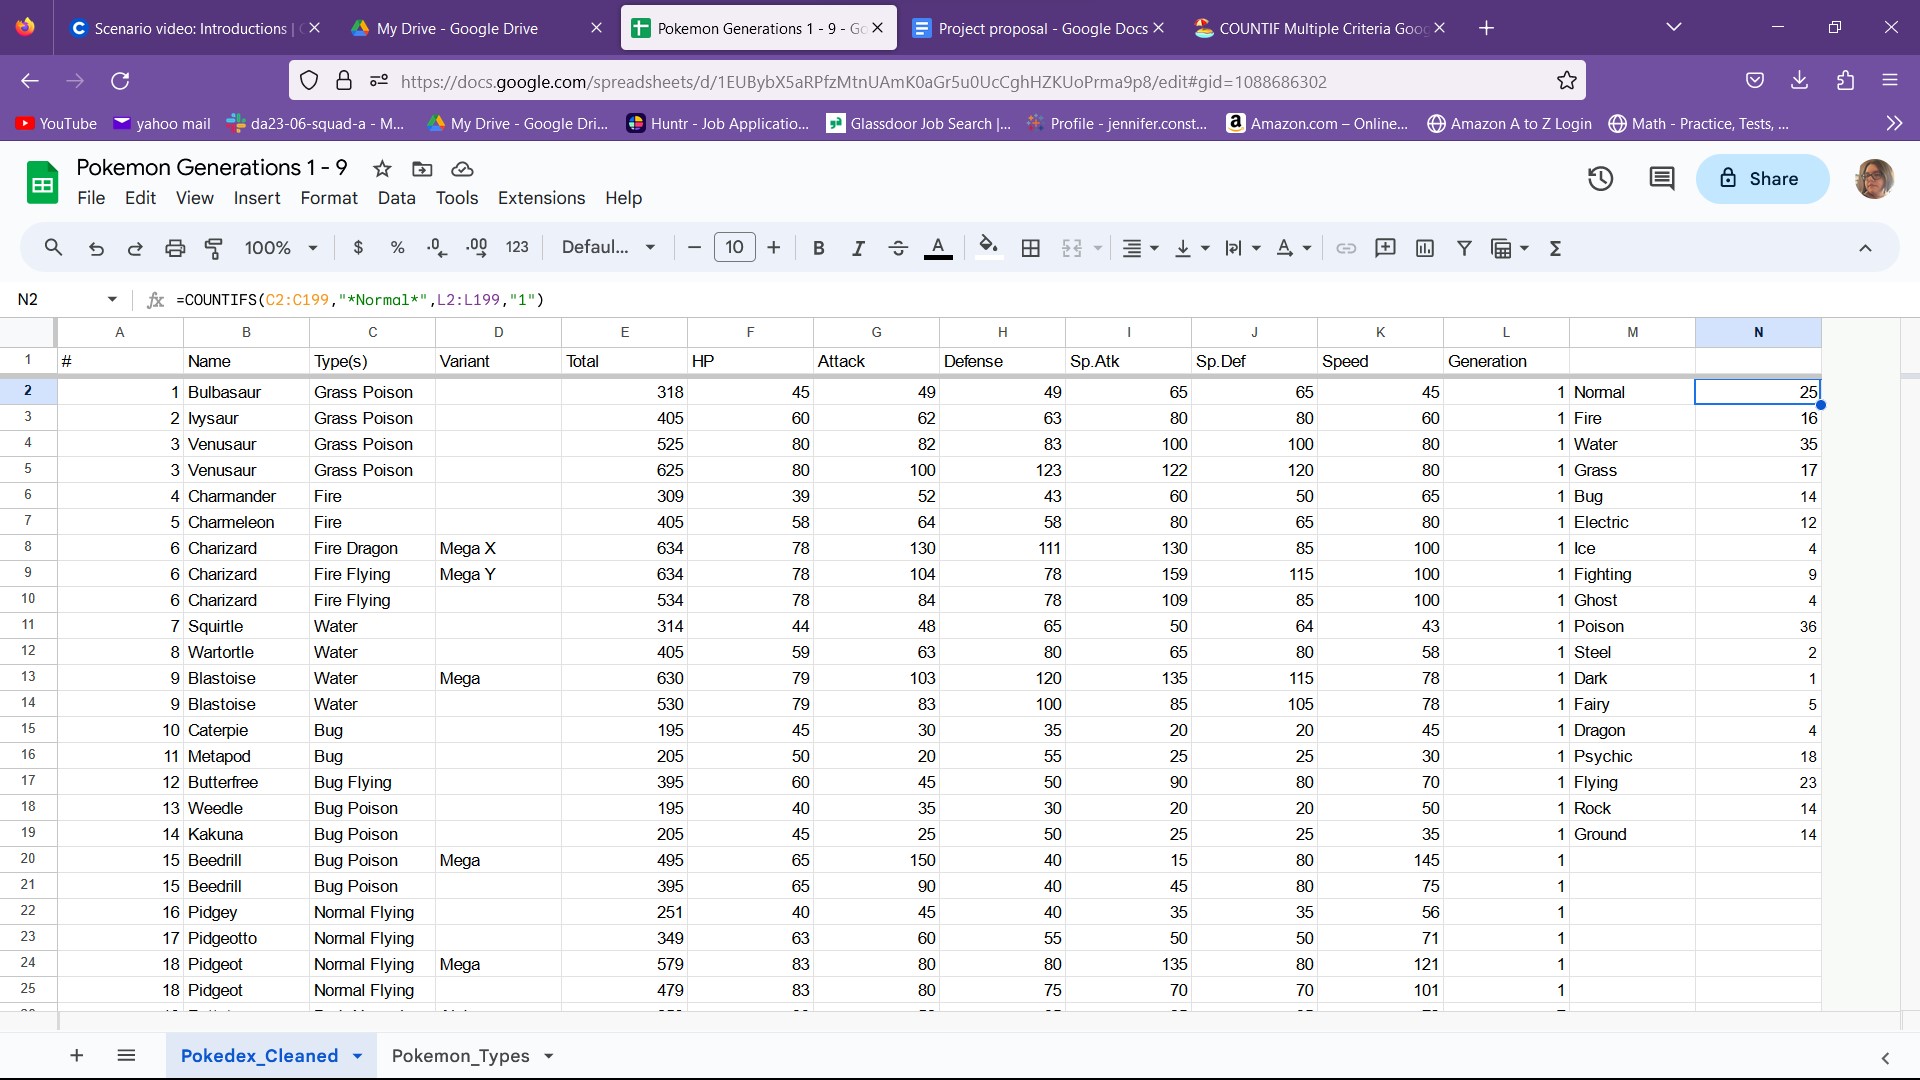 Scenario video: Introductions |
My Drive - Google Drive
Pokemon Generations 1 - 9 - Go
Project proposal - Google Docs
COUNTIF Multiple Criteria Goog
https://docs.google.com/spreadsheets/d/1EUBybX5aRPfzMtnUAmK0aGr5u0UcCghHZKUoPrma9p8/edit#gid=1088686302
YouTube yahoo mail da23-06-squad-a - M... My Drive - Google Dri... Huntr - Job Applicatio... Glassdoor Job Search |... Profile - jennifer.const... Amazon.com – Online... Amazon A to Z Login Math - Practice, Tests, ...
Pokemon Generations 1 - 9
File Edit View Insert Format Data Tools Extensions Help
Share
100% $ % .0 .00 123 Defaul... 10 B I A Σ
N2 fx =COUNTIFS(C2:C199,"*Normal*",L2:L199,"1")
A B C D E F G H I J K L M N
1 # Name Type(s) Variant Total HP Attack Defense Sp.Atk Sp.Def Speed Generation
2 1 Bulbasaur Grass Poison 318 45 49 49 65 65 45 1 Normal 25
3 2 Ivysaur Grass Poison 405 60 62 63 80 80 60 1 Fire 16
4 3 Venusaur Grass Poison 525 80 82 83 100 100 80 1 Water 35
5 3 Venusaur Grass Poison 625 80 100 123 122 120 80 1 Grass 17
6 4 Charmander Fire 309 39 52 43 60 50 65 1 Bug 14
7 5 Charmeleon Fire 405 58 64 58 80 65 80 1 Electric 12
8 6 Charizard Fire Dragon Mega X 634 78 130 111 130 85 100 1 Ice 4
9 6 Charizard Fire Flying Mega Y 634 78 104 78 159 115 100 1 Fighting 9
10 6 Charizard Fire Flying 534 78 84 78 109 85 100 1 Ghost 4
11 7 Squirtle Water 314 44 48 65 50 64 43 1 Poison 36
12 8 Wartortle Water 405 59 63 80 65 80 58 1 Steel 2
13 9 Blastoise Water Mega 630 79 103 120 135 115 78 1 Dark 1
14 9 Blastoise Water 530 79 83 100 85 105 78 1 Fairy 5
15 10 Caterpie Bug 195 45 30 35 20 20 45 1 Dragon 4
16 11 Metapod Bug 205 50 20 55 25 25 30 1 Psychic 18
17 12 Butterfree Bug Flying 395 60 45 50 90 80 70 1 Flying 23
18 13 Weedle Bug Poison 195 40 35 30 20 20 50 1 Rock 14
19 14 Kakuna Bug Poison 205 45 25 50 25 25 35 1 Ground 14
20 15 Beedrill Bug Poison Mega 495 65 150 40 15 80 145 1
21 15 Beedrill Bug Poison 395 65 90 40 45 80 75 1
22 16 Pidgey Normal Flying 251 40 45 40 35 35 56 1
23 17 Pidgeotto Normal Flying 349 63 60 55 50 50 71 1
24 18 Pidgeot Normal Flying Mega 579 83 80 80 135 80 121 1
25 18 Pidgeot Normal Flying 479 83 80 75 70 70 101 1
Pokedex_Cleaned Pokemon_Types